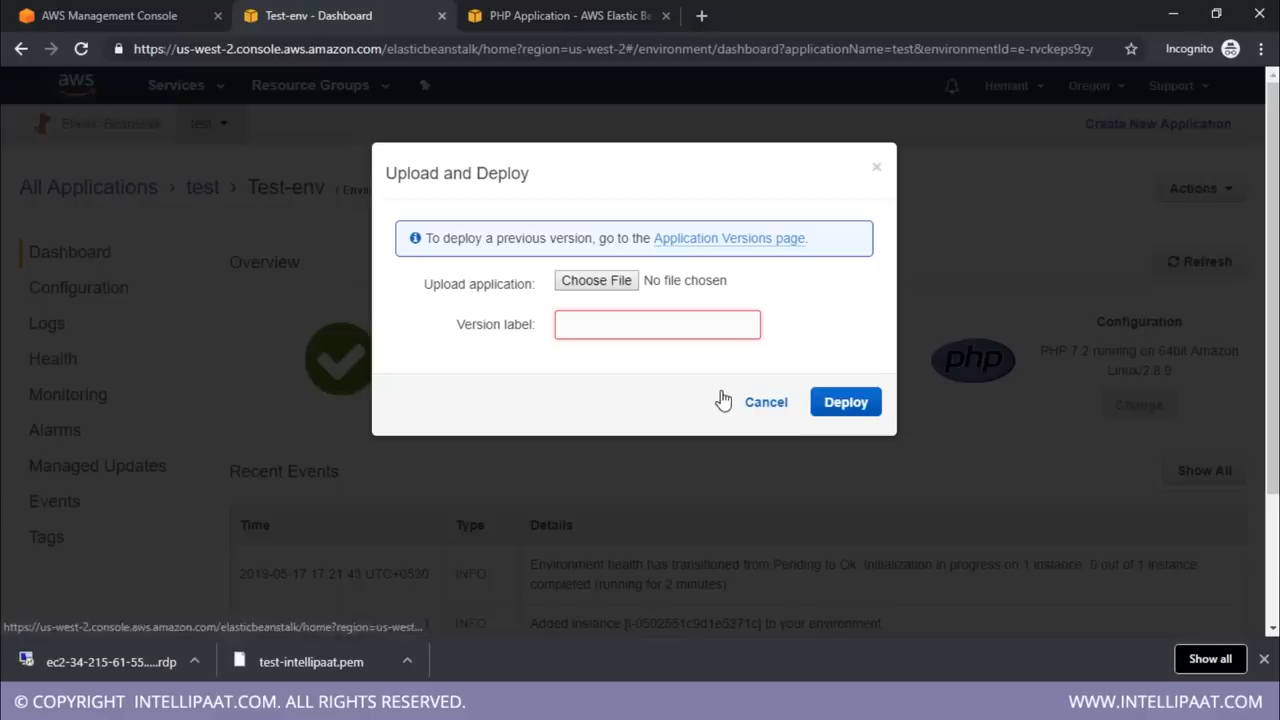 AWS Management Console
Test-env - Dashboard
PHP Application - AWS Elastic Be
https://us-west-2.console.aws.amazon.com/elasticbeanstalk/home?region=us-west-2#/environment/dashboard?applicationName=test&environmentId=e-rvckeps9zy
Incognito
aws
Services
Resource Groups
Hemant
Oregon
Support
Elastic Beanstalk
test
Create New Application
Upload and Deploy
All Applications › test › Test-env ( Envi
Actions
To deploy a previous version, go to the Application Versions page.
Dashboard
Overview
Refresh
Upload application: Choose File No file chosen
Configuration
Version label:
Configuration
Logs
PHP 7.2 running on 64bit Amazon
Linux/2.8.9
php
Health
Change
Monitoring
Cancel
Deploy
Alarms
Managed Updates
Recent Events
Show All
Events
Time
Type
Details
Tags
2019-05-17 17:21:43 UTC+0530
INFO
Environment health has transitioned from Pending to Ok. Initialization in progress on 1 instance. 0 out of 1 instance
completed (running for 2 minutes).
https://us-west-2.console.aws.amazon.com/elasticbeanstalk/home?region=us-west...
INFO
Added instance [i-0502551c9d1e5371c] to your environment
ec2-34-215-61-55.....rdp
test-intellipaat.pem
Show all
© COPYRIGHT INTELLIPAAT.COM. ALL RIGHTS RESERVED.
WWW.INTELLIPAAT.COM